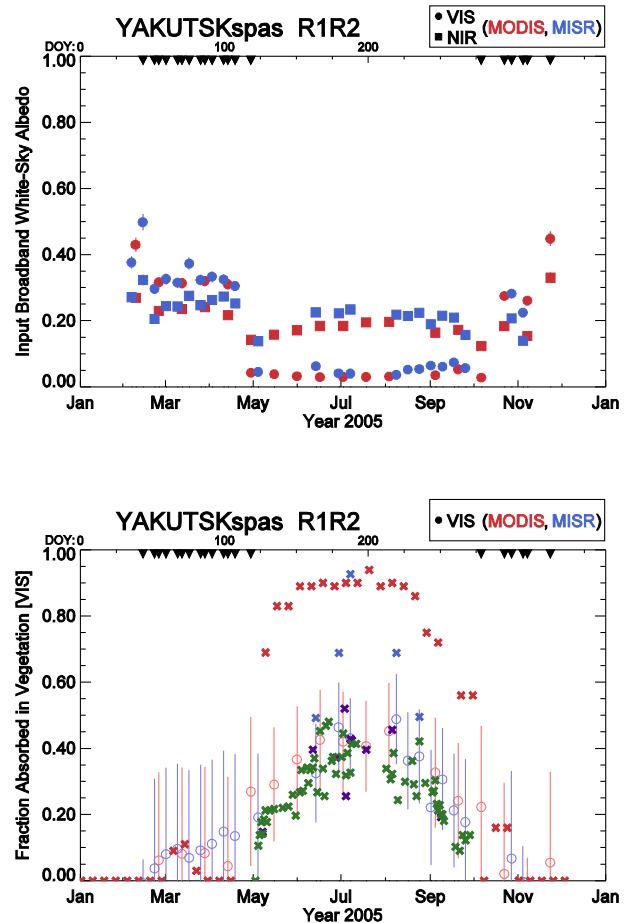 YAKUTSKspas R1R2
VIS (MODIS, MISR)
NIR
DOY: 0 100 200
Input Broadband White-Sky Albedo
1.00
0.80
0.60
0.40
0.20
0.00
Jan Mar May Jul Sep Nov Jan
Year 2005
YAKUTSKspas R1R2
VIS (MODIS, MISR)
DOY: 0 100 200
Fraction Absorbed in Vegetation [VIS]
1.00
0.80
0.60
0.40
0.20
0.00
Jan Mar May Jul Sep Nov Jan
Year 2005